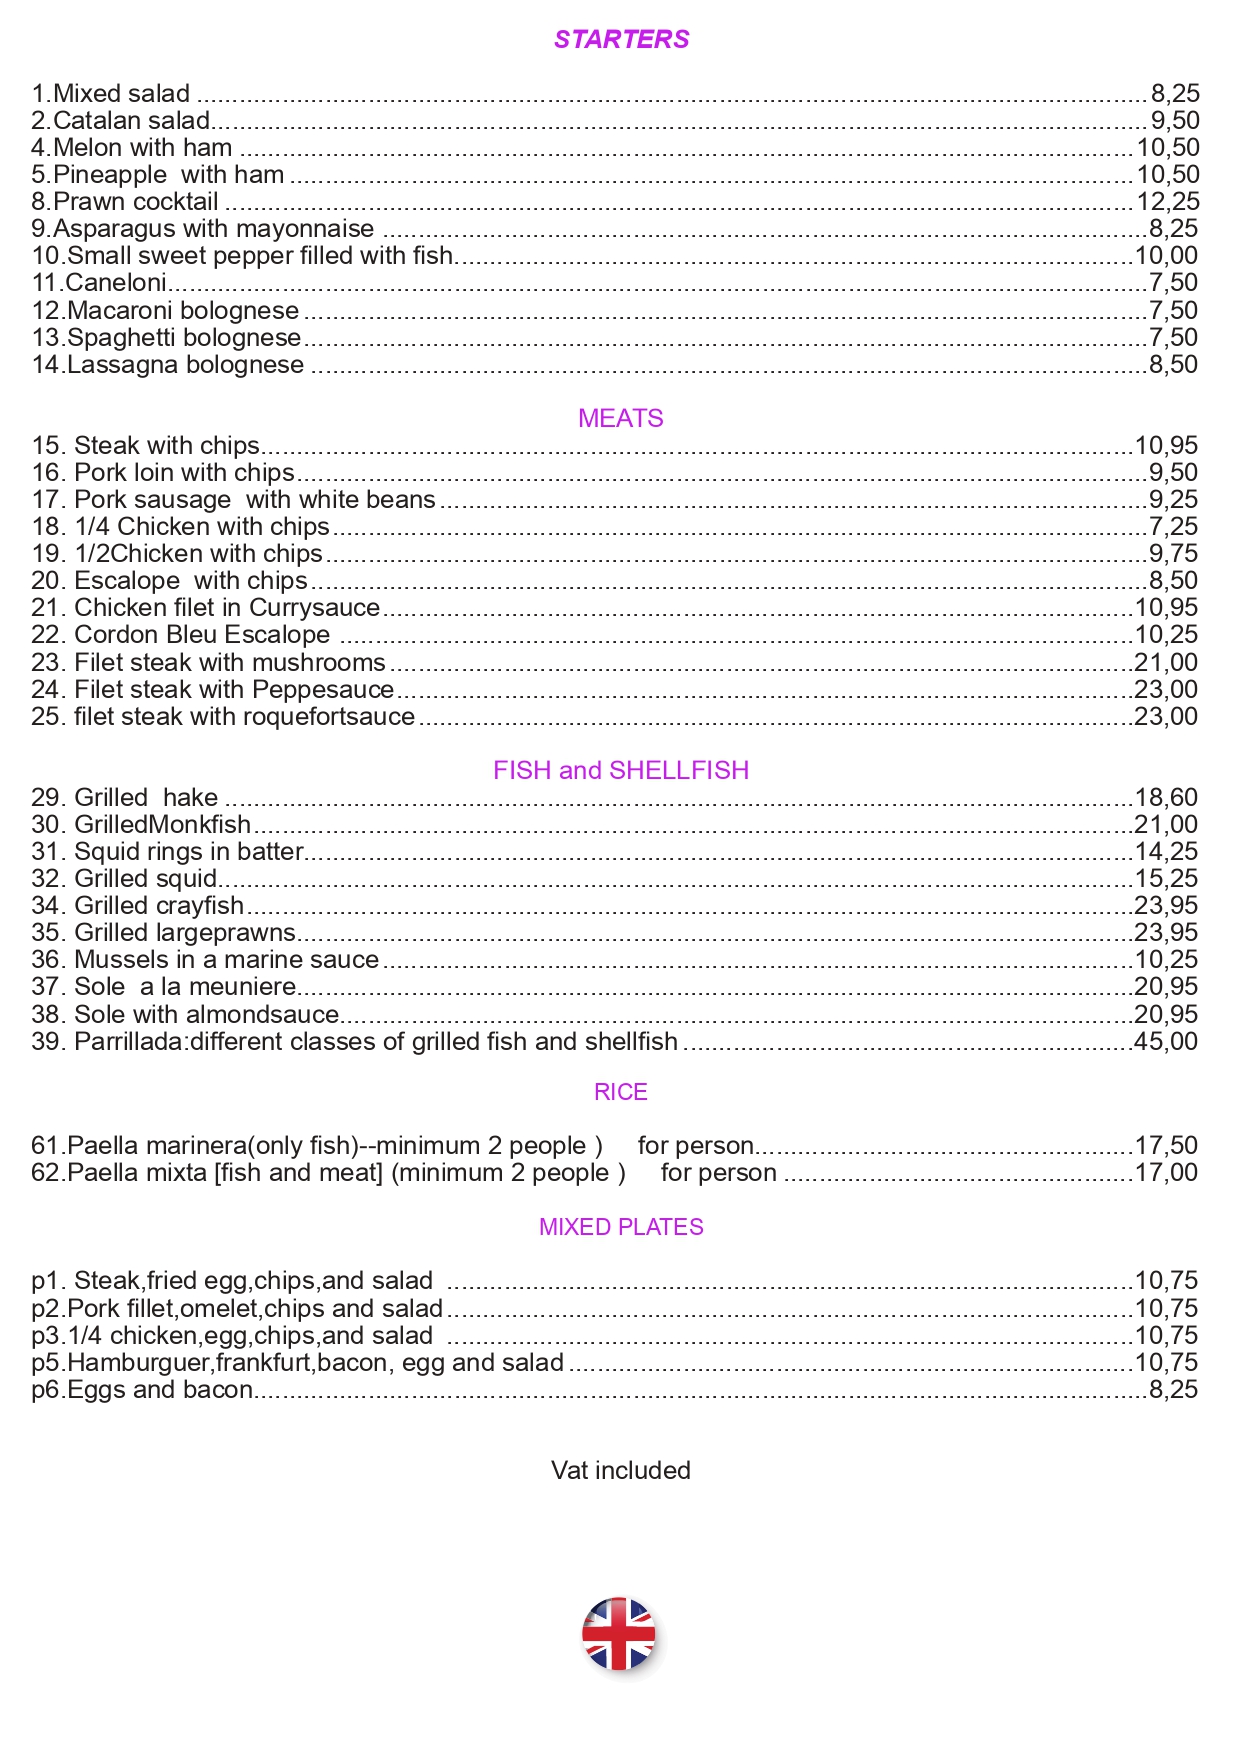 STARTERS
1.Mixed salad ........ 8,25
2.Catalan salad........ 9,50
4.Melon with ham ........ 10,50
5.Pineapple  with ham ........ 10,50
8.Prawn cocktail ........ 12,25
9.Asparagus with mayonnaise ........ 8,25
10.Small sweet pepper filled with fish........ 10,00
11.Caneloni........ 7,50
12.Macaroni bolognese ........ 7,50
13.Spaghetti bolognese ........ 7,50
14.Lassagna bolognese ........ 8,50
MEATS
15. Steak with chips........ 10,95
16. Pork loin with chips........ 9,50
17. Pork sausage  with white beans ........ 9,25
18. 1/4 Chicken with chips ........ 7,25
19. 1/2Chicken with chips ........ 9,75
20. Escalope  with chips ........ 8,50
21. Chicken filet in Currysauce ........ 10,95
22. Cordon Bleu Escalope ........ 10,25
23. Filet steak with mushrooms ........ 21,00
24. Filet steak with Peppesauce ........ 23,00
25. filet steak with roquefortsauce ........ 23,00
FISH and SHELLFISH
29. Grilled  hake ........ 18,60
30. GrilledMonkfish ........ 21,00
31. Squid rings in batter........ 14,25
32. Grilled squid........ 15,25
34. Grilled crayfish ........ 23,95
35. Grilled largeprawns........ 23,95
36. Mussels in a marine sauce ........ 10,25
37. Sole  a la meuniere........ 20,95
38. Sole with almondsauce........ 20,95
39. Parrillada:different classes of grilled fish and shellfish ........ 45,00
RICE
61.Paella marinera(only fish)--minimum 2 people )     for person........ 17,50
62.Paella mixta [fish and meat] (minimum 2 people )     for person ........ 17,00
MIXED PLATES
p1. Steak,fried egg,chips,and salad ........ 10,75
p2.Pork fillet,omelet,chips and salad ........ 10,75
p3.1/4 chicken,egg,chips,and salad ........ 10,75
p5.Hamburguer,frankfurt,bacon, egg and salad ........ 10,75
p6.Eggs and bacon........ 8,25
Vat included